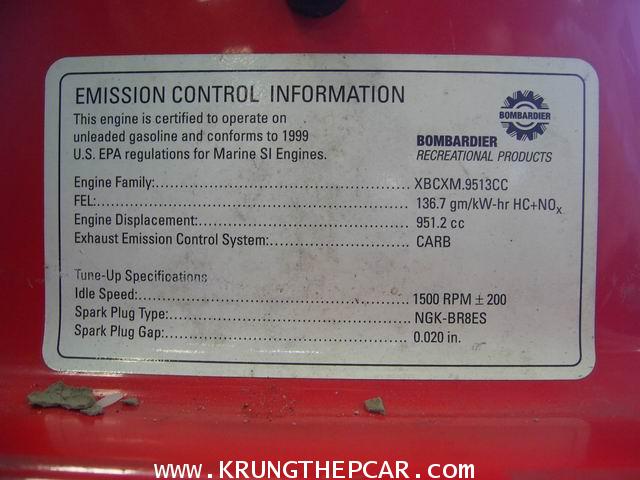 EMISSION CONTROL INFORMATION
This engine is certified to operate on
unleaded gasoline and conforms to 1999
U.S. EPA regulations for Marine SI Engines.
BOMBARDIER
BOMBARDIER
RECREATIONAL PRODUCTS
Engine Family:........................................ XBCXM.9513CC
FEL:........................................ 136.7 gm/kW-hr HC+NOx
Engine Displacement:........................................ 951.2 cc
Exhaust Emission Control System:........................................ CARB
Tune-Up Specifications
Idle Speed:........................................ 1500 RPM ± 200
Spark Plug Type:........................................ NGK-BR8ES
Spark Plug Gap:........................................ 0.020 in.
www.KRUNGTHEPCAR.com